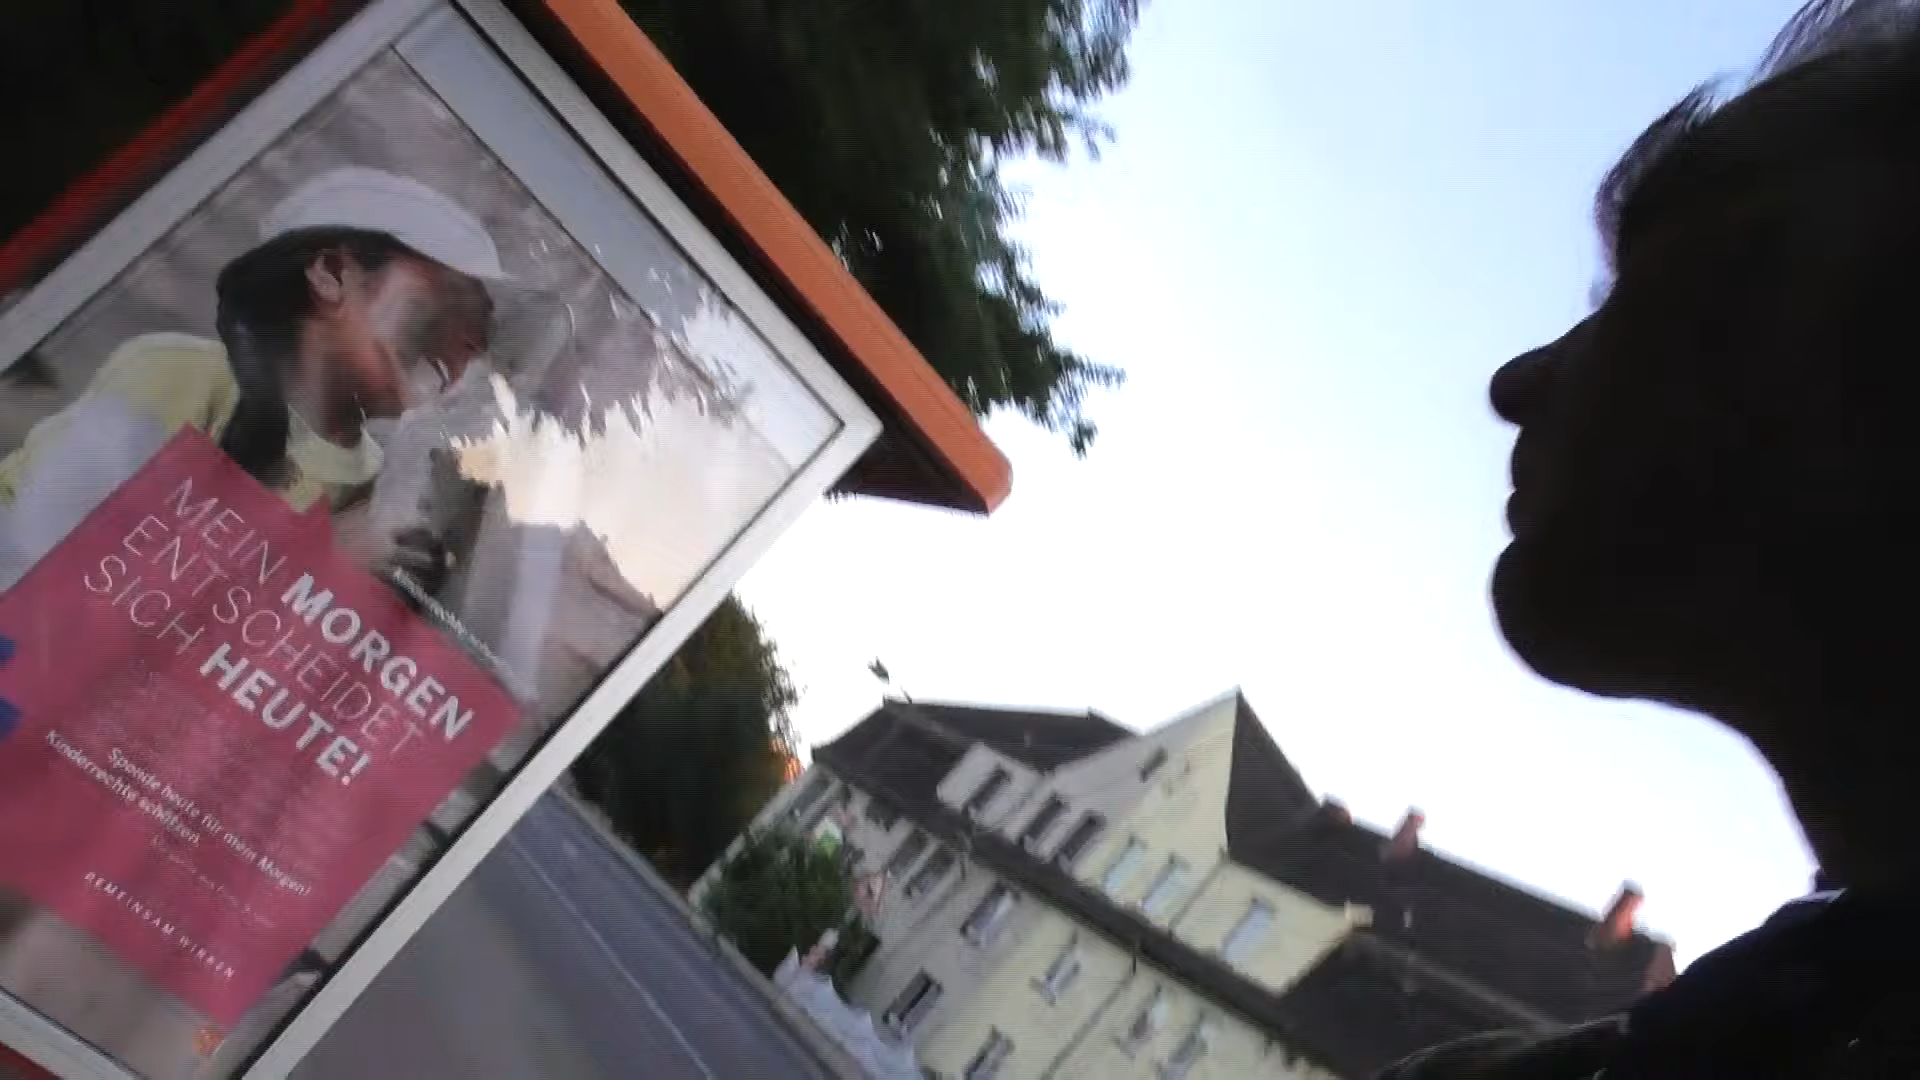 MEIN MORGEN
ENTSCHEIDET
SICH HEUTE!
Spende heute für mein Morgen!
Kinderrechte schützen.
GEMEINSAM WIRKEN